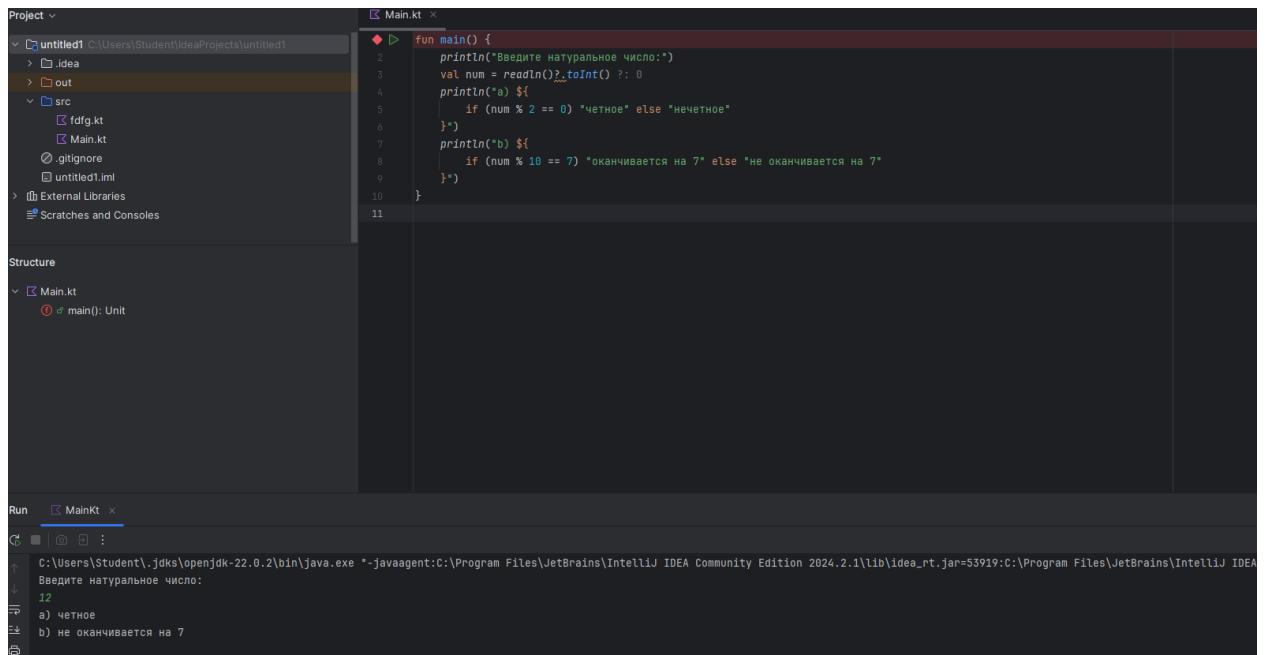 Project
untitled1 C:\Users\Student\IdeaProjects\untitled1
.idea
out
src
fdfg.kt
Main.kt
.gitignore
untitled1.iml
External Libraries
Scratches and Consoles
Structure
Main.kt
main(): Unit
Main.kt
fun main() {
2 println("Введите натуральное число:")
3 val num = readln()?.toInt() ?: 0
4 println("a) ${
5 if (num % 2 == 0) "четное" else "нечетное"
6 }")
7 println("b) ${
8 if (num % 10 == 7) "оканчивается на 7" else "не оканчивается на 7"
9 }")
10 }
11
Run MainKt
C:\Users\Student\.jdks\openjdk-22.0.2\bin\java.exe "-javaagent:C:\Program Files\JetBrains\IntelliJ IDEA Community Edition 2024.2.1\lib\idea_rt.jar=53919:C:\Program Files\JetBrains\IntelliJ IDEA
Введите натуральное число:
12
a) четное
b) не оканчивается на 7